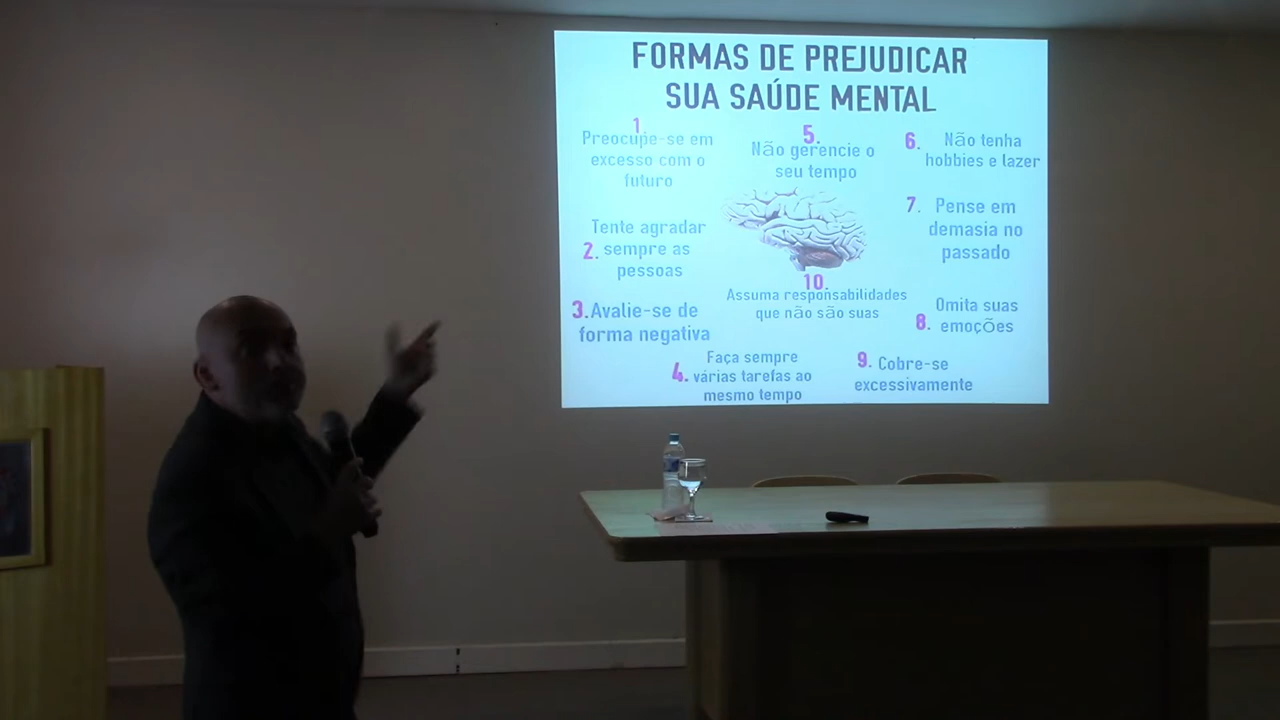 FORMAS DE PREJUDICAR
SUA SAÚDE MENTAL
1.
Preocupe-se em
excesso com o
futuro
Tente agradar
2. sempre as
pessoas
3. Avalie-se de
forma negativa
Faça sempre
4. várias tarefas ao
mesmo tempo
5.
Não gerencie o
seu tempo
6. Não tenha
hobbies e lazer
7. Pense em
demasia no
passado
Omita suas
8. emoções
9. Cobre-se
excessivamente
10.
Assuma responsabilidades
que não são suas